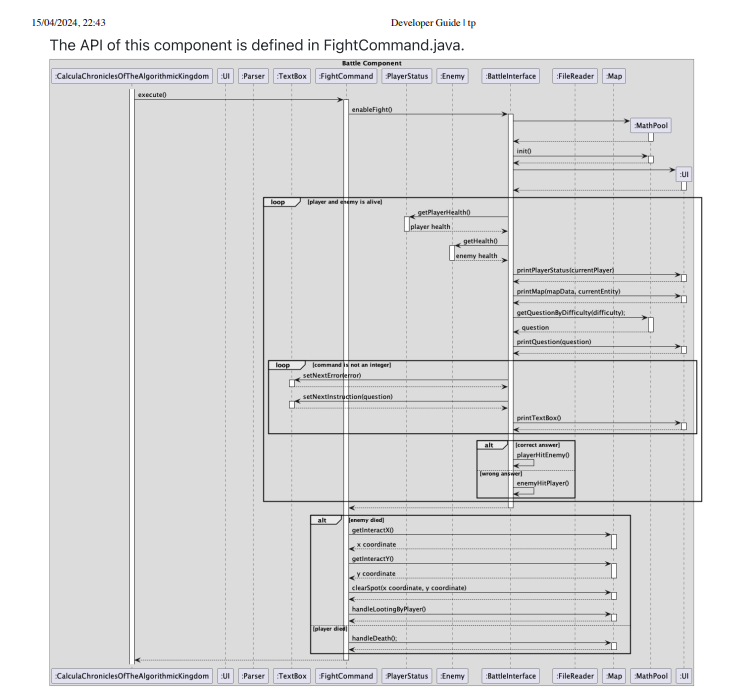 15/04/2024, 22:43 Developer Guide | tp
The API of this component is defined in FightCommand.java.
Battle Component
:CalculaChroniclesOfTheAlgorithmicKingdom :UI :Parser :TextBox :FightCommand :PlayerStatus :Enemy :BattleInterface :FileReader :Map
execute()
enableFight()
:MathPool
init()
:UI
loop [player and enemy is alive]
getPlayerHealth()
player health
getHealth()
enemy health
printPlayerStatus(currentPlayer)
printMap(mapData, currentEntity)
getQuestionByDifficulty(difficulty);
question
printQuestion(question)
loop [command is not an integer]
setNextError(error)
setNextInstruction(question)
printTextBox()
alt [correct answer]
playerHitEnemy()
[wrong answer]
enemyHitPlayer()
alt [enemy died]
getInteractX()
x coordinate
getInteractY()
y coordinate
clearSpot(x coordinate, y coordinate)
handleLootingByPlayer()
[player died]
handleDeath();
:CalculaChroniclesOfTheAlgorithmicKingdom :UI :Parser :TextBox :FightCommand :PlayerStatus :Enemy :BattleInterface :FileReader :Map :MathPool :UI